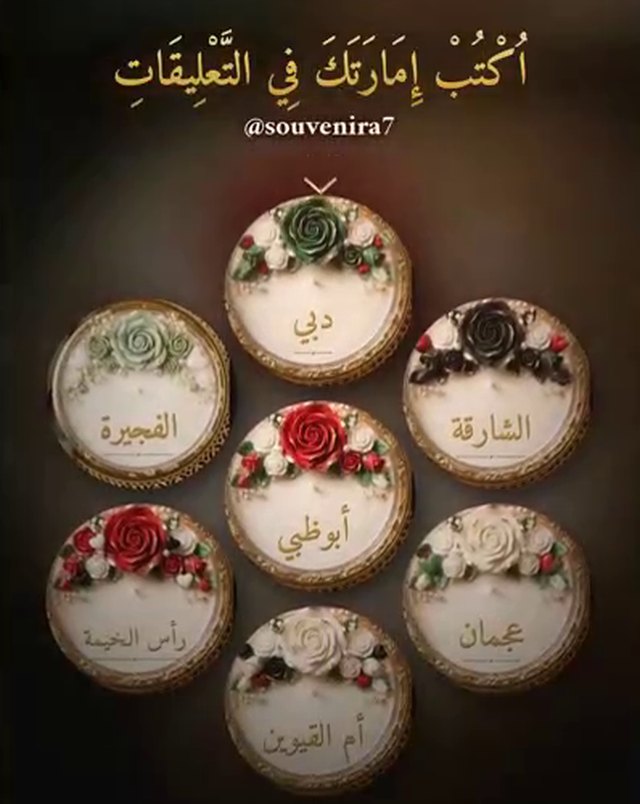 اُكْتُبْ إِمَارَتَكَ فِي التَّعْلِيقَاتِ
@souvenira7
دبي
الشارقة
الفجيرة
أبوظبي
عجمان
رأس الخيمة
أم القيوين